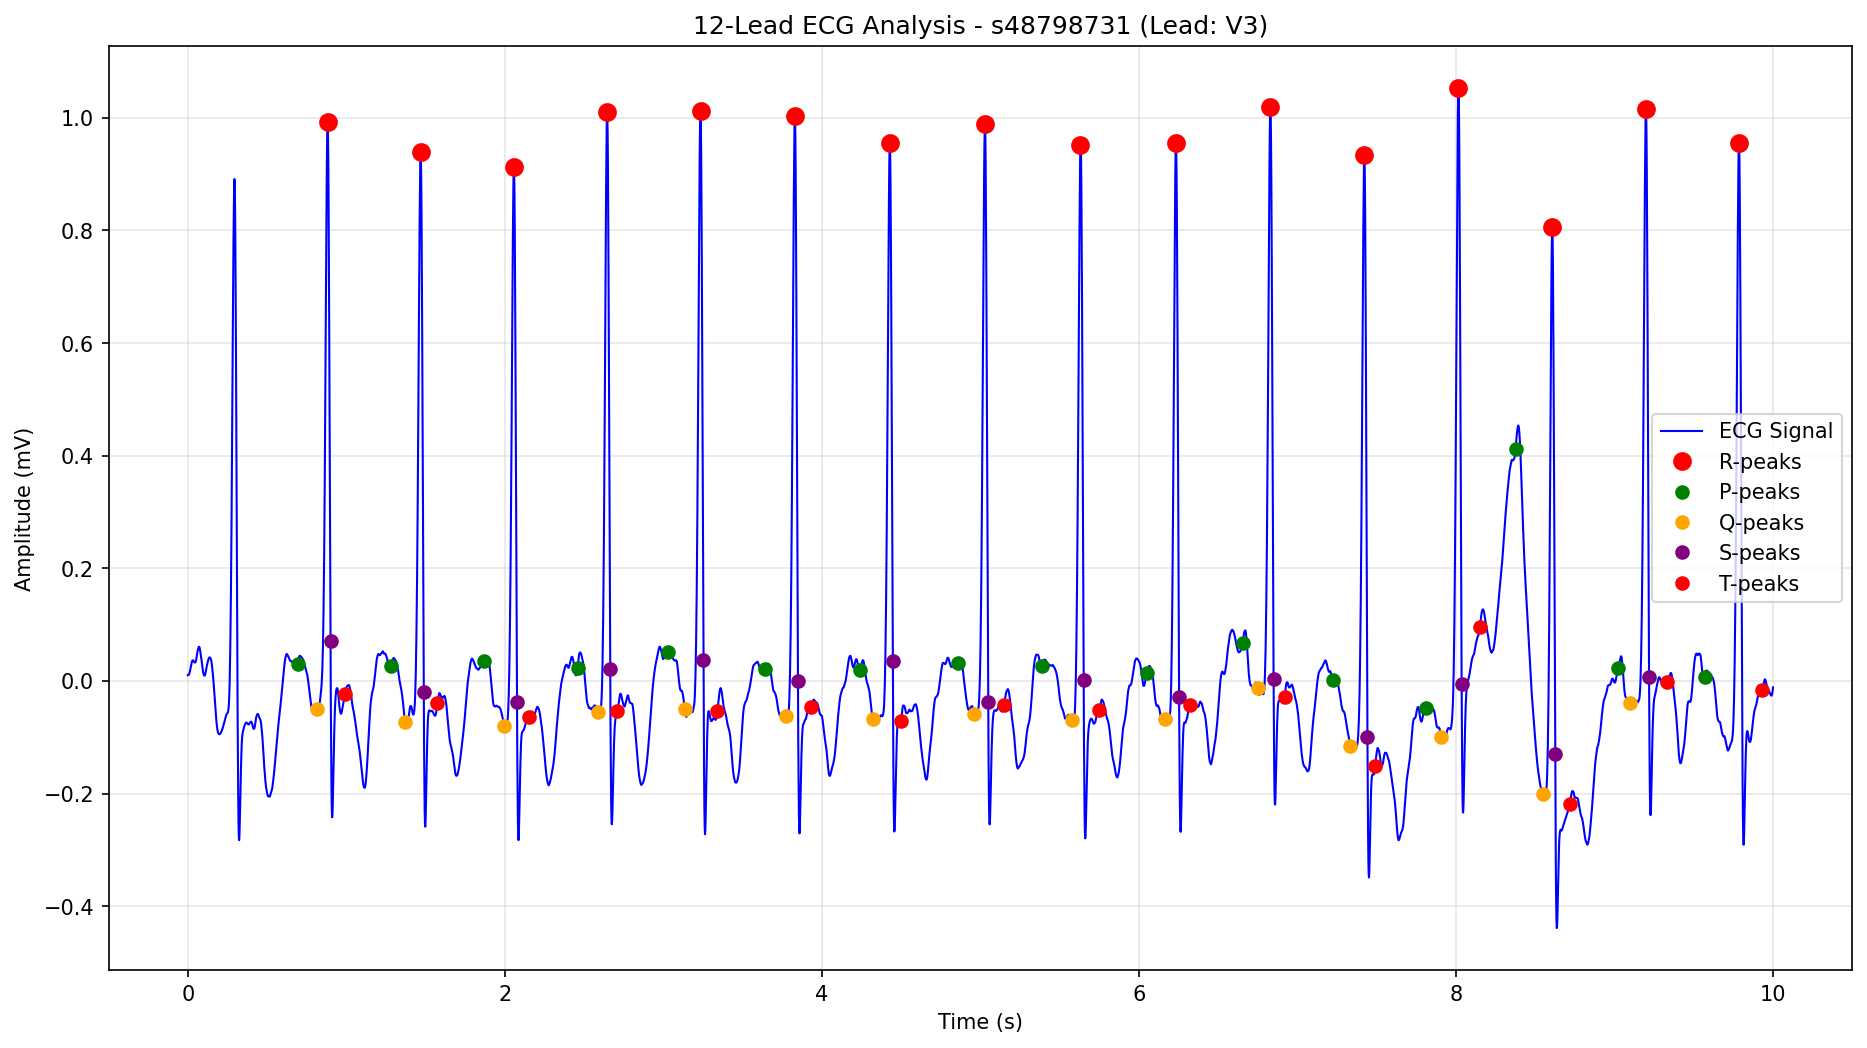 12-Lead ECG Analysis - s48798731 (Lead: V3)
Amplitude (mV)
1.0
0.8
0.6
0.4
0.2
0.0
−0.2
−0.4
ECG Signal
R-peaks
P-peaks
Q-peaks
S-peaks
T-peaks
0 2 4 6 8 10
Time (s)